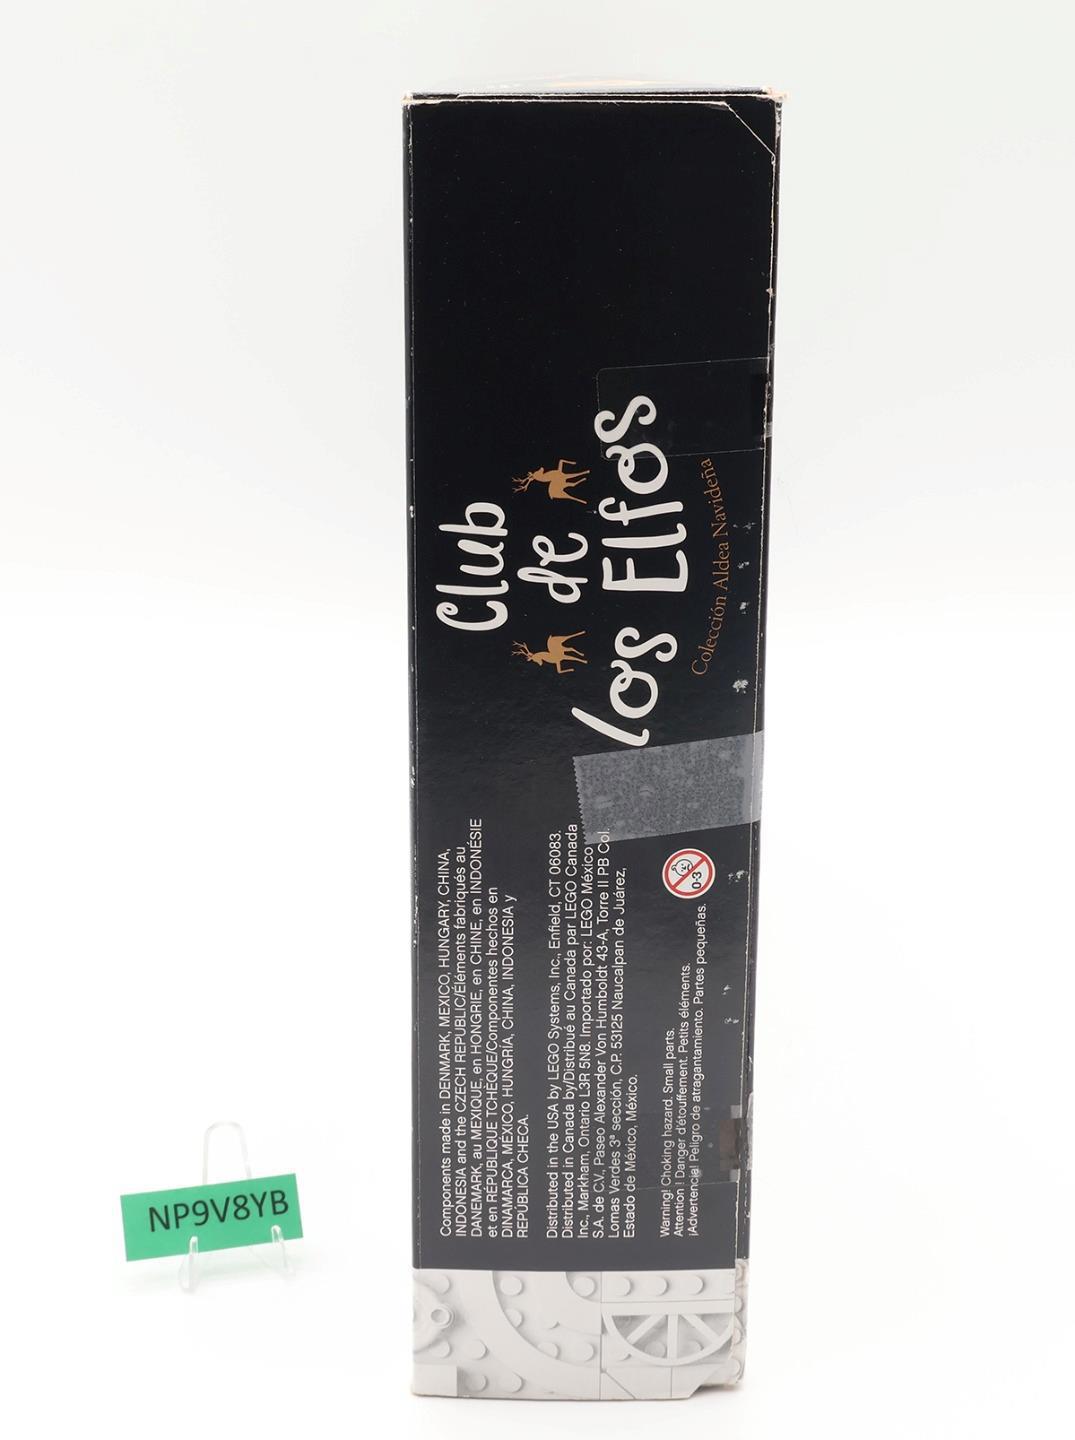 Club
de
los Elfos
Colección Aldea Navideña
Components made in DENMARK, MEXICO, HUNGARY, CHINA,
INDONESIA and the CZECH REPUBLIC/Éléments fabriqués au
DANEMARK, au MEXIQUE, en HONGRIE, en CHINE, en INDONÉSIE
et en RÉPUBLIQUE TCHÈQUE/Componentes hechos en
DINAMARCA, MÉXICO, HUNGRÍA, CHINA, INDONESIA y
REPÚBLICA CHECA.
Distributed in the USA by LEGO Systems, Inc., Enfield, CT 06083.
Distributed in Canada by/Distribué au Canada par LEGO Canada
Inc., Markham, Ontario L3R 5N8. Importado por: LEGO México
S.A. de C.V., Paseo Alexander Von Humboldt 43-A, Torre II PB Col.
Lomas Verdes 3ª sección, C.P. 53125 Naucalpan de Juárez,
Estado de México, México.
0-3
Warning! Choking hazard. Small parts.
Attention ! Danger d'étouffement. Petits éléments.
¡Advertencia! Peligro de atragantamiento. Partes pequeñas.
NP9V8YB